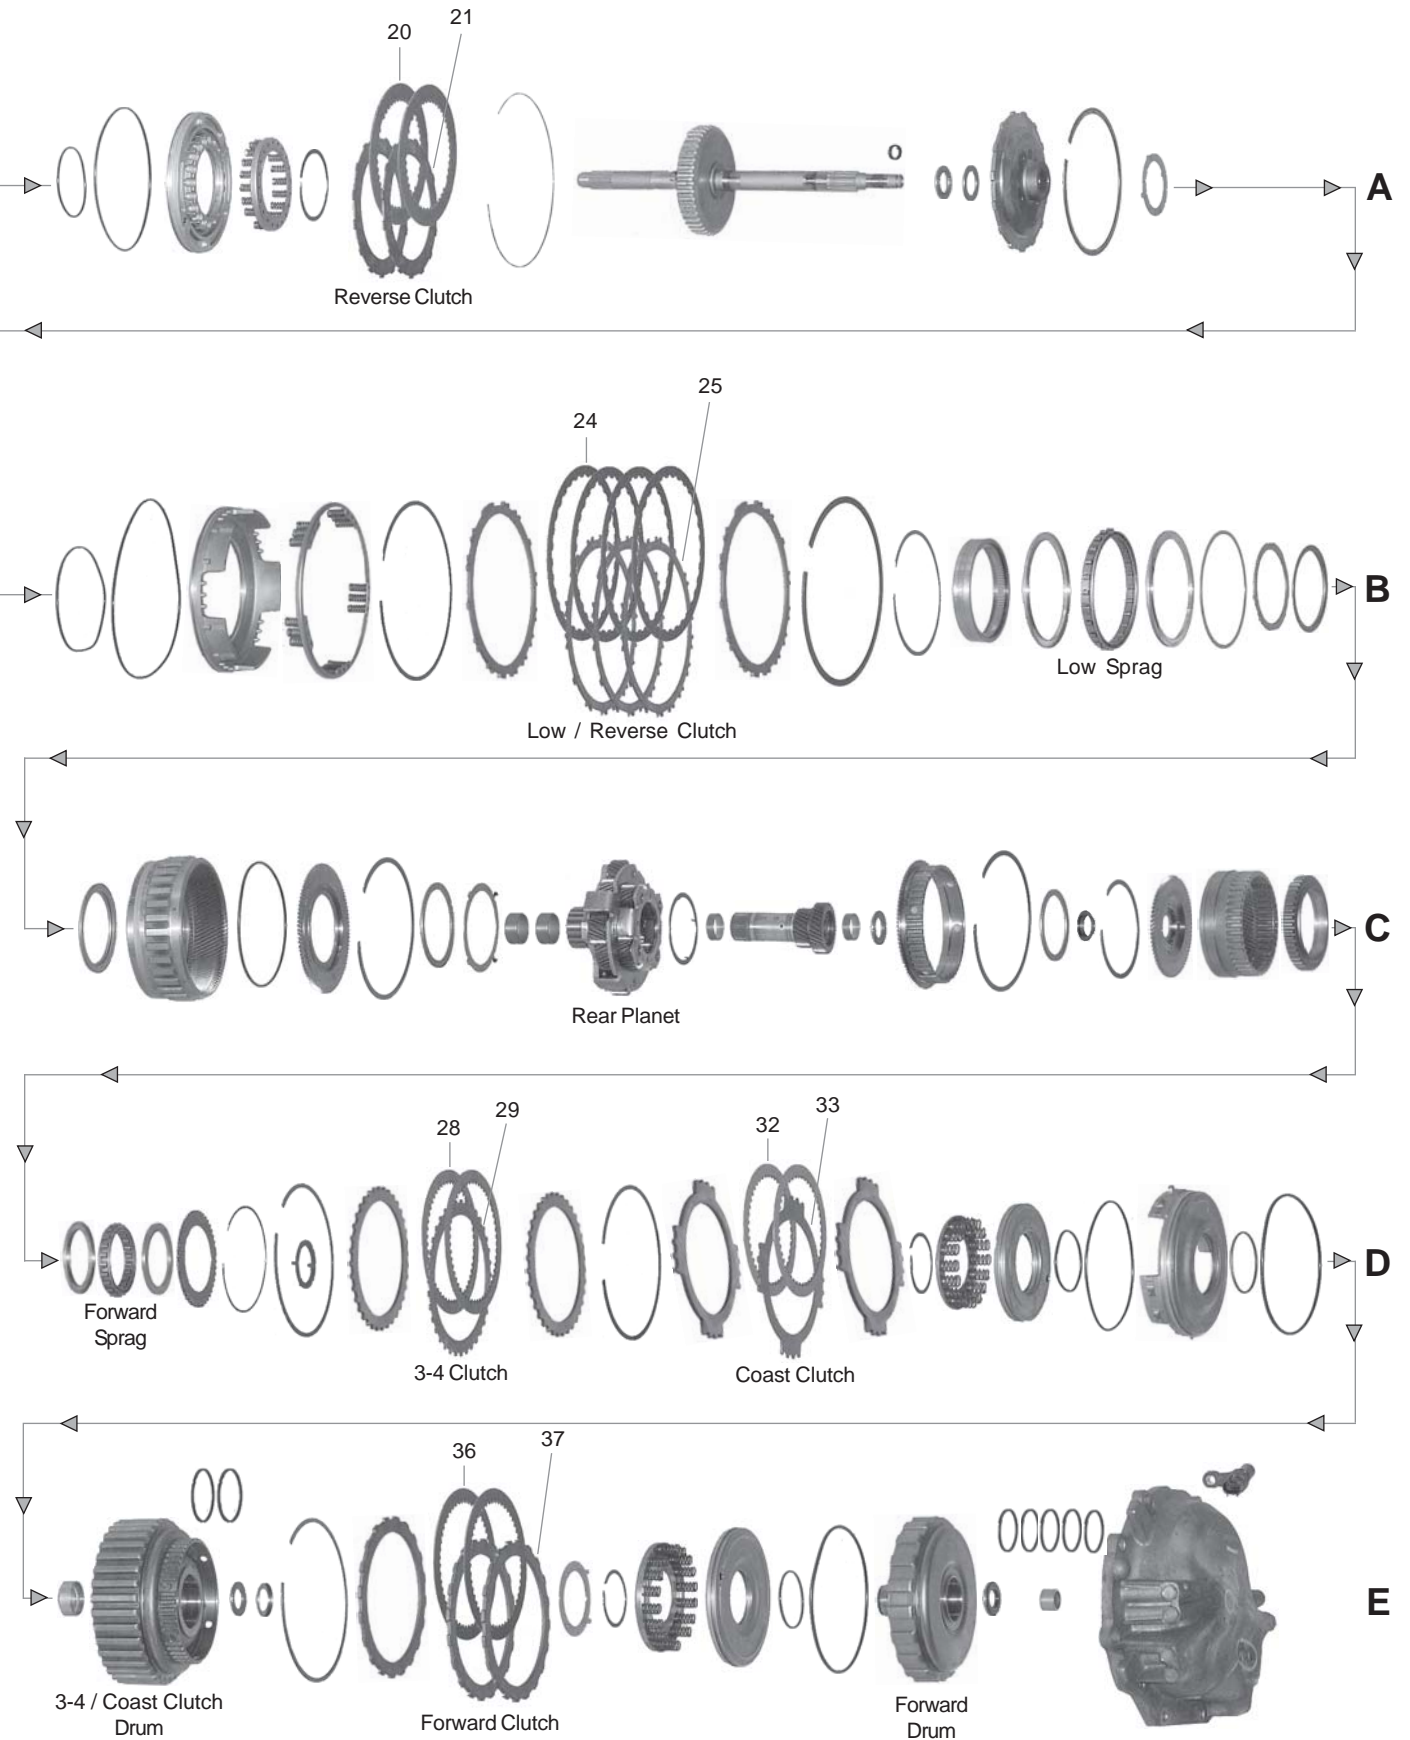 21
20
A
Reverse Clutch
25
24
B
Low Sprag
Low / Reverse Clutch
C
Rear Planet
33
29
32
28
D
Forward
Sprag
3-4 Clutch
Coast Clutch
37
36
E
3-4 / Coast Clutch
Drum
Forward Clutch
Forward
Drum